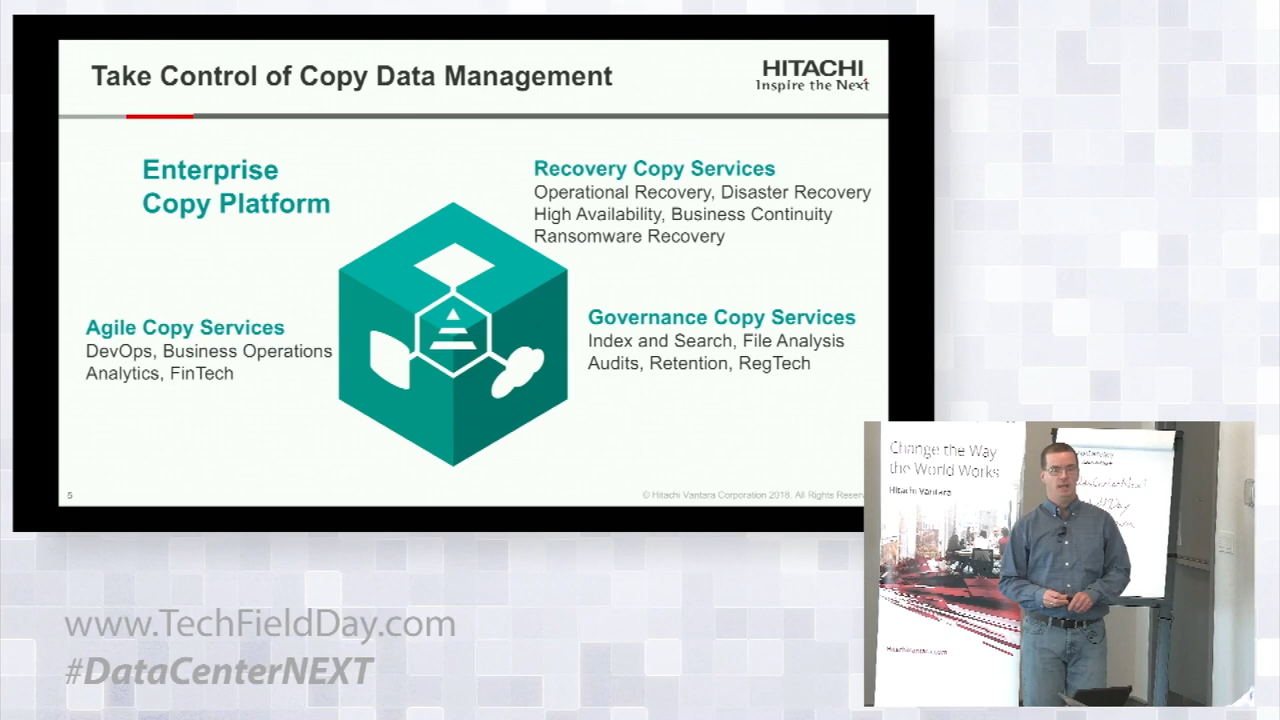 Take Control of Copy Data Management
HITACHI
Inspire the Next
Enterprise
Copy Platform
Recovery Copy Services
Operational Recovery, Disaster Recovery
High Availability, Business Continuity
Ransomware Recovery
Agile Copy Services
DevOps, Business Operations
Analytics, FinTech
Governance Copy Services
Index and Search, File Analysis
Audits, Retention, RegTech
5
© Hitachi Vantara Corporation 2018. All Rights Reser
Change the Way
the World Works
Hitachi Vantara
HitachiVantara.com
www.TechFieldDay.com
#DataCenterNEXT